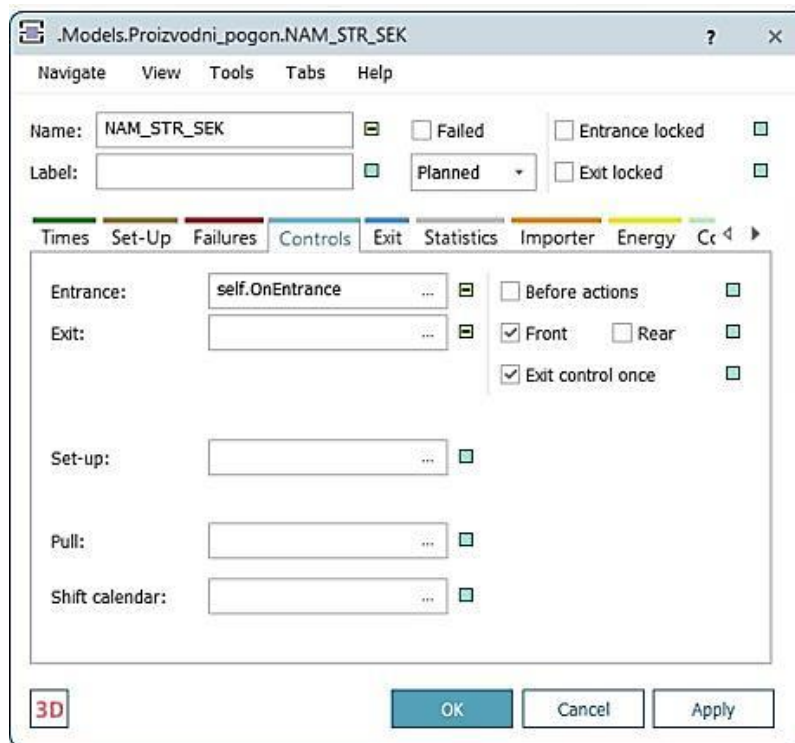 .Models.Proizvodni_pogon.NAM_STR_SEK ? ×
Navigate View Tools Tabs Help
Name: NAM_STR_SEK Failed Entrance locked
Label: Planned Exit locked
Times Set-Up Failures Controls Exit Statistics Importer Energy Cc
Entrance: self.OnEntrance ... Before actions
Exit: ... Front Rear
Exit control once
Set-up: ...
Pull: ...
Shift calendar: ...
3D OK Cancel Apply